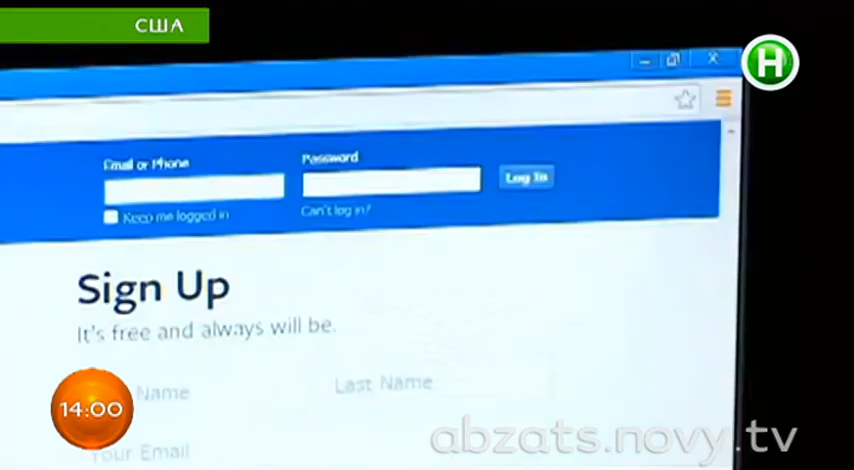 США
H
Email or Phone
Password
Log In
Keep me logged in
Can't log in?
Sign Up
It's free and always will be.
Name
Last Name
14:00
Your Email
abzats.novy.tv